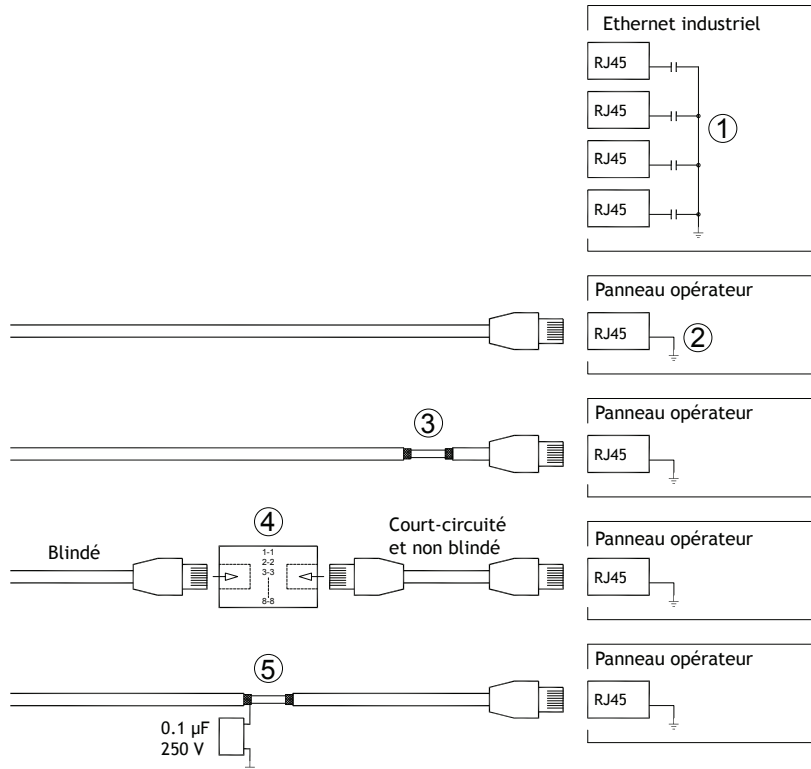 Ethernet industriel
RJ45
RJ45
1
RJ45
RJ45
Panneau opérateur
RJ45
2
Panneau opérateur
3
RJ45
4
Blindé
1-1
2-2
3-3
8-8
Court-circuité
et non blindé
Panneau opérateur
RJ45
5
Panneau opérateur
RJ45
0.1 µF
250 V